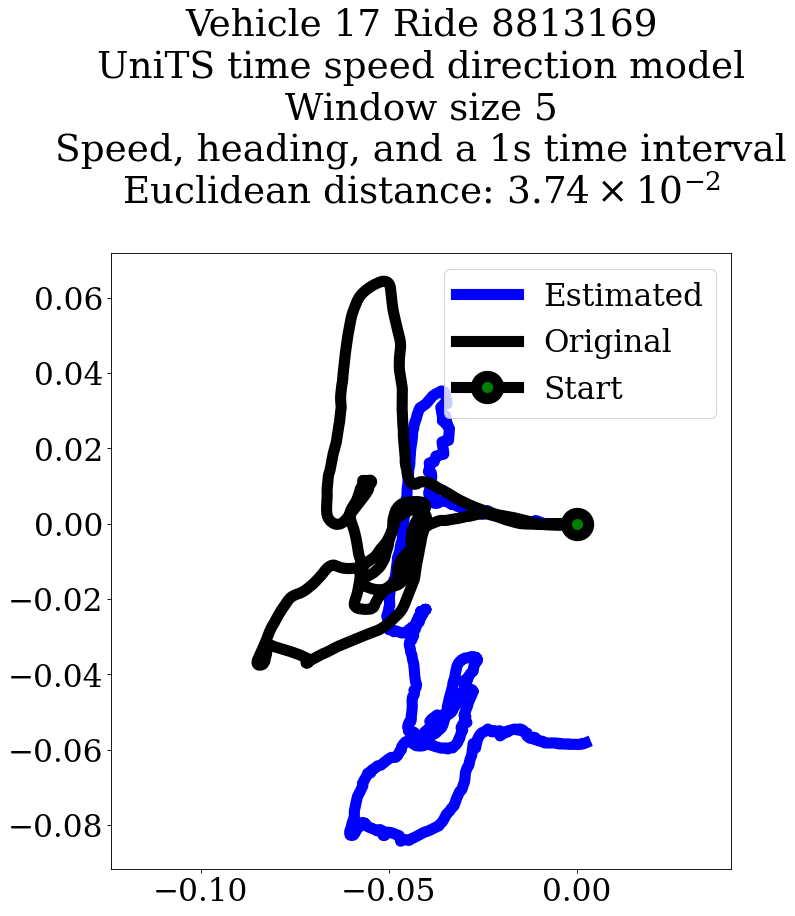 Vehicle 17 Ride 8813169
UniTS time speed direction model
Window size 5
Speed, heading, and a 1s time interval
Euclidean distance: 3.74 × 10⁻²
Estimated
Original
Start
0.06
0.04
0.02
0.00
−0.02
−0.04
−0.06
−0.08
−0.10
−0.05
0.00